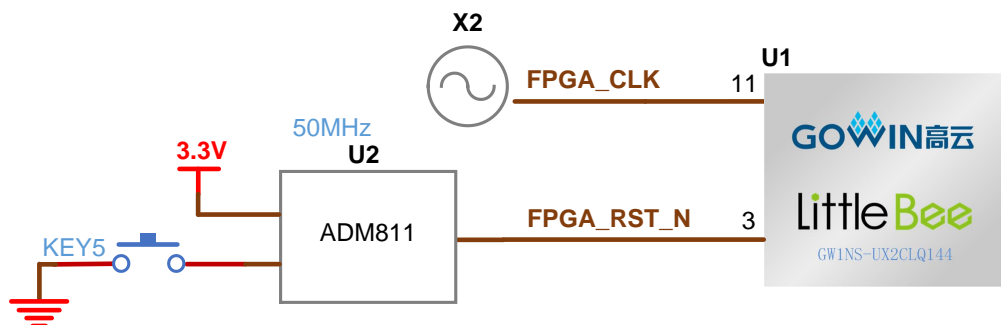 X2
U1
FPGA_CLK
11
GOWIN高云
50MHz
U2
3.3V
ADM811
FPGA_RST_N
3
LittleBee
KEY5
GW1NS-UX2CLQ144